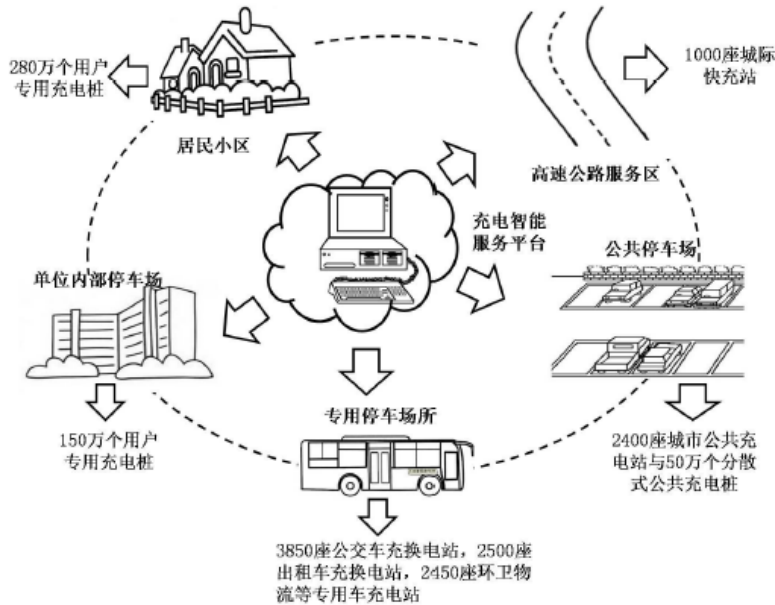 280万个用户
专用充电桩
居民小区
1000座城际
快充站
高速公路服务区
充电智能
服务平台
公共停车场
单位内部停车场
专用停车场所
150万个用户
专用充电桩
2400座城市公共充
电站与50万个分散
式公共充电桩
3850座公交车充换电站，2500座
出租车充换电站，2450座环卫物
流等专用车充电站